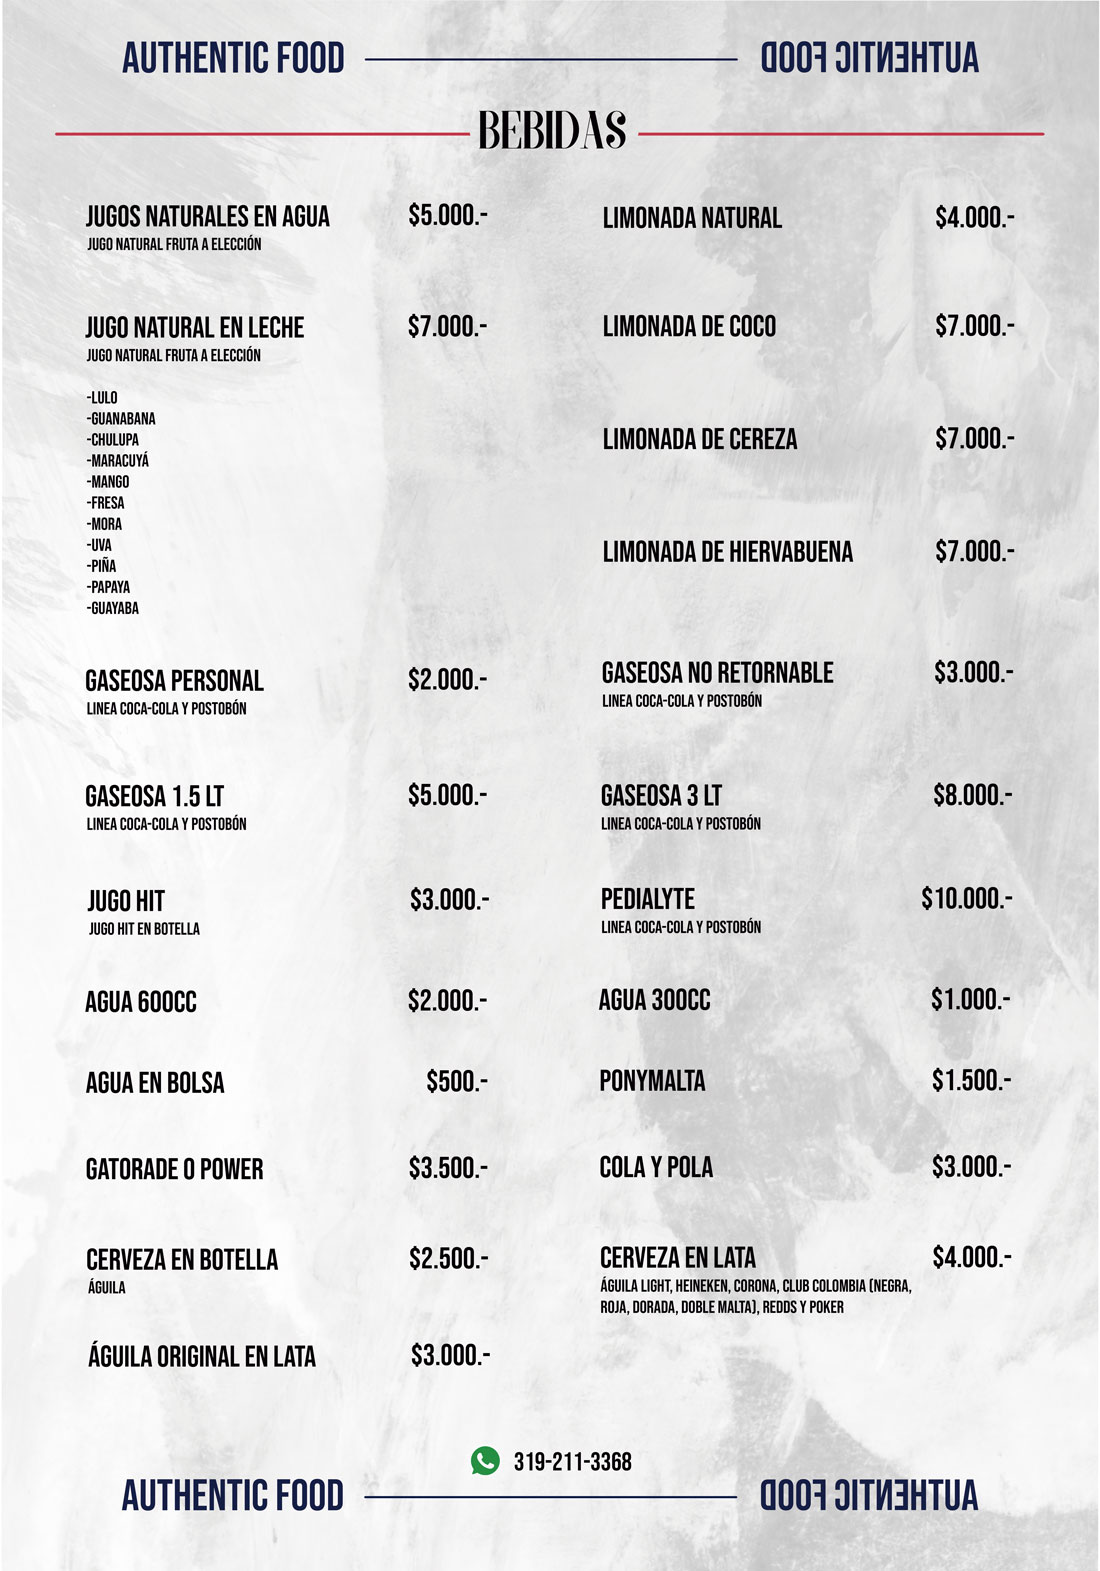 AUTHENTIC FOOD AUTHENTIC FOOD
BEBIDAS
JUGOS NATURALES EN AGUA $5.000.-
JUGO NATURAL FRUTA A ELECCIÓN
LIMONADA NATURAL $4.000.-
JUGO NATURAL EN LECHE $7.000.-
JUGO NATURAL FRUTA A ELECCIÓN
-LULO
-GUANABANA
-CHULUPA
-MARACUYÁ
-MANGO
-FRESA
-MORA
-UVA
-PIÑA
-PAPAYA
-GUAYABA
LIMONADA DE COCO $7.000.-
LIMONADA DE CEREZA $7.000.-
LIMONADA DE HIERVABUENA $7.000.-
GASEOSA PERSONAL $2.000.-
LINEA COCA-COLA Y POSTOBÓN
GASEOSA NO RETORNABLE $3.000.-
LINEA COCA-COLA Y POSTOBÓN
GASEOSA 1.5 LT $5.000.-
LINEA COCA-COLA Y POSTOBÓN
GASEOSA 3 LT $8.000.-
LINEA COCA-COLA Y POSTOBÓN
JUGO HIT $3.000.-
JUGO HIT EN BOTELLA
PEDIALYTE $10.000.-
LINEA COCA-COLA Y POSTOBÓN
AGUA 600CC $2.000.-
AGUA 300CC $1.000.-
AGUA EN BOLSA $500.-
PONYMALTA $1.500.-
GATORADE O POWER $3.500.-
COLA Y POLA $3.000.-
CERVEZA EN BOTELLA $2.500.-
ÁGUILA
CERVEZA EN LATA $4.000.-
ÁGUILA LIGHT, HEINEKEN, CORONA, CLUB COLOMBIA (NEGRA,
ROJA, DORADA, DOBLE MALTA), REDDS Y POKER
ÁGUILA ORIGINAL EN LATA $3.000.-
319-211-3368
AUTHENTIC FOOD AUTHENTIC FOOD